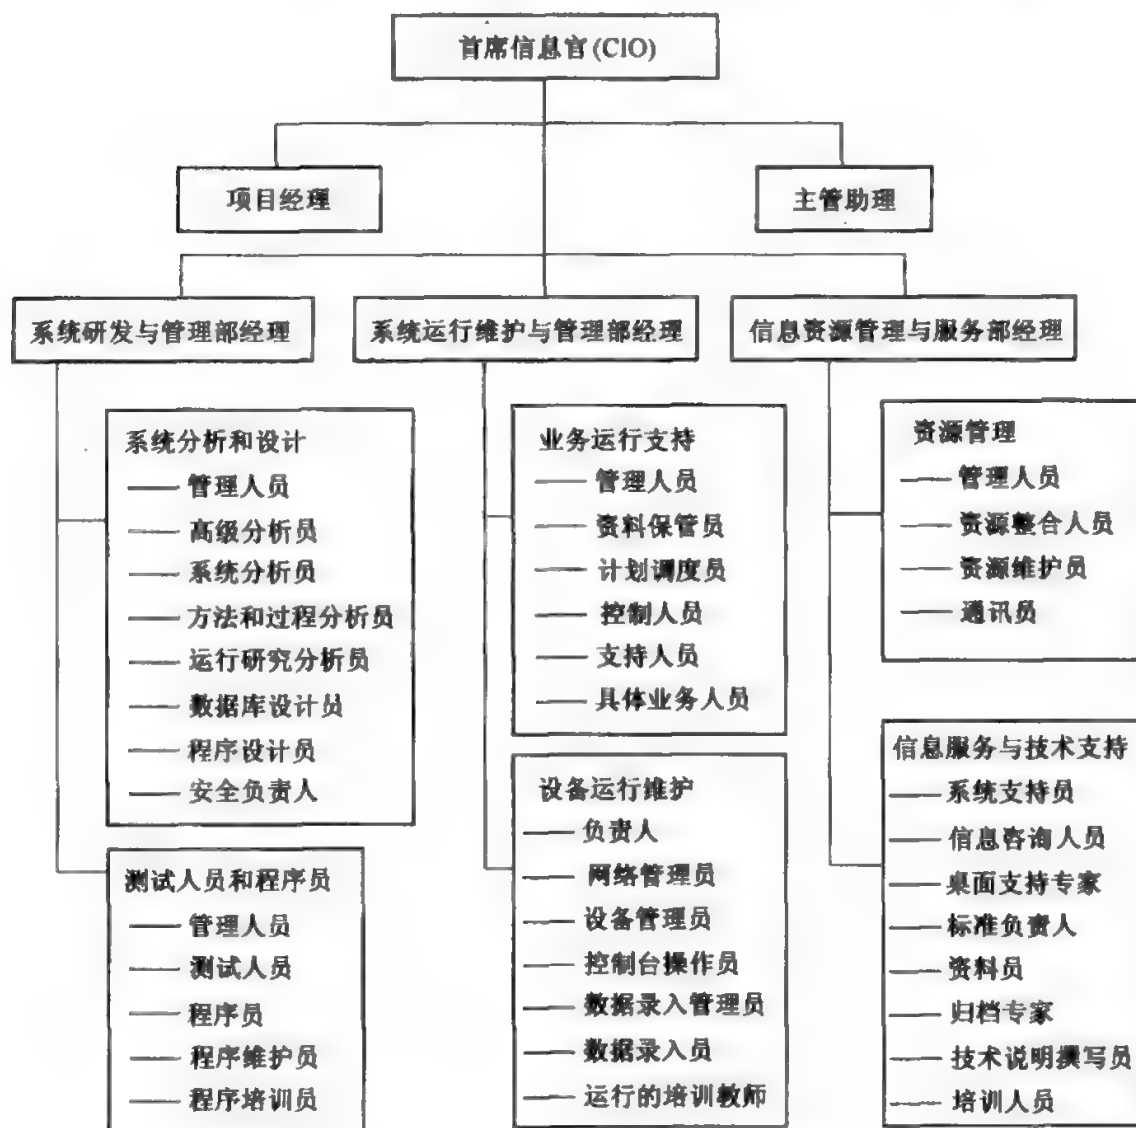 首席信息官(CIO)
项目经理
主管助理
系统研发与管理部经理
系统运行维护与管理部经理
信息资源管理与服务部经理
系统分析和设计
管理人员
高级分析员
系统分析员
方法和过程分析员
运行研究分析员
数据库设计员
程序设计员
安全负责人
测试人员和程序员
管理人员
测试人员
程序员
程序维护员
程序培训员
业务运行支持
管理人员
资料保管员
计划调度员
控制人员
支持人员
具体业务人员
设备运行维护
负责人
网络管理员
设备管理员
控制台操作员
数据录入管理员
数据录入员
运行的培训教师
资源管理
管理人员
资源整合人员
资源维护员
通讯员
信息服务与技术支持
系统支持员
信息咨询人员
桌面支持专家
标准负责人
资料员
归档专家
技术说明撰写员
培训人员